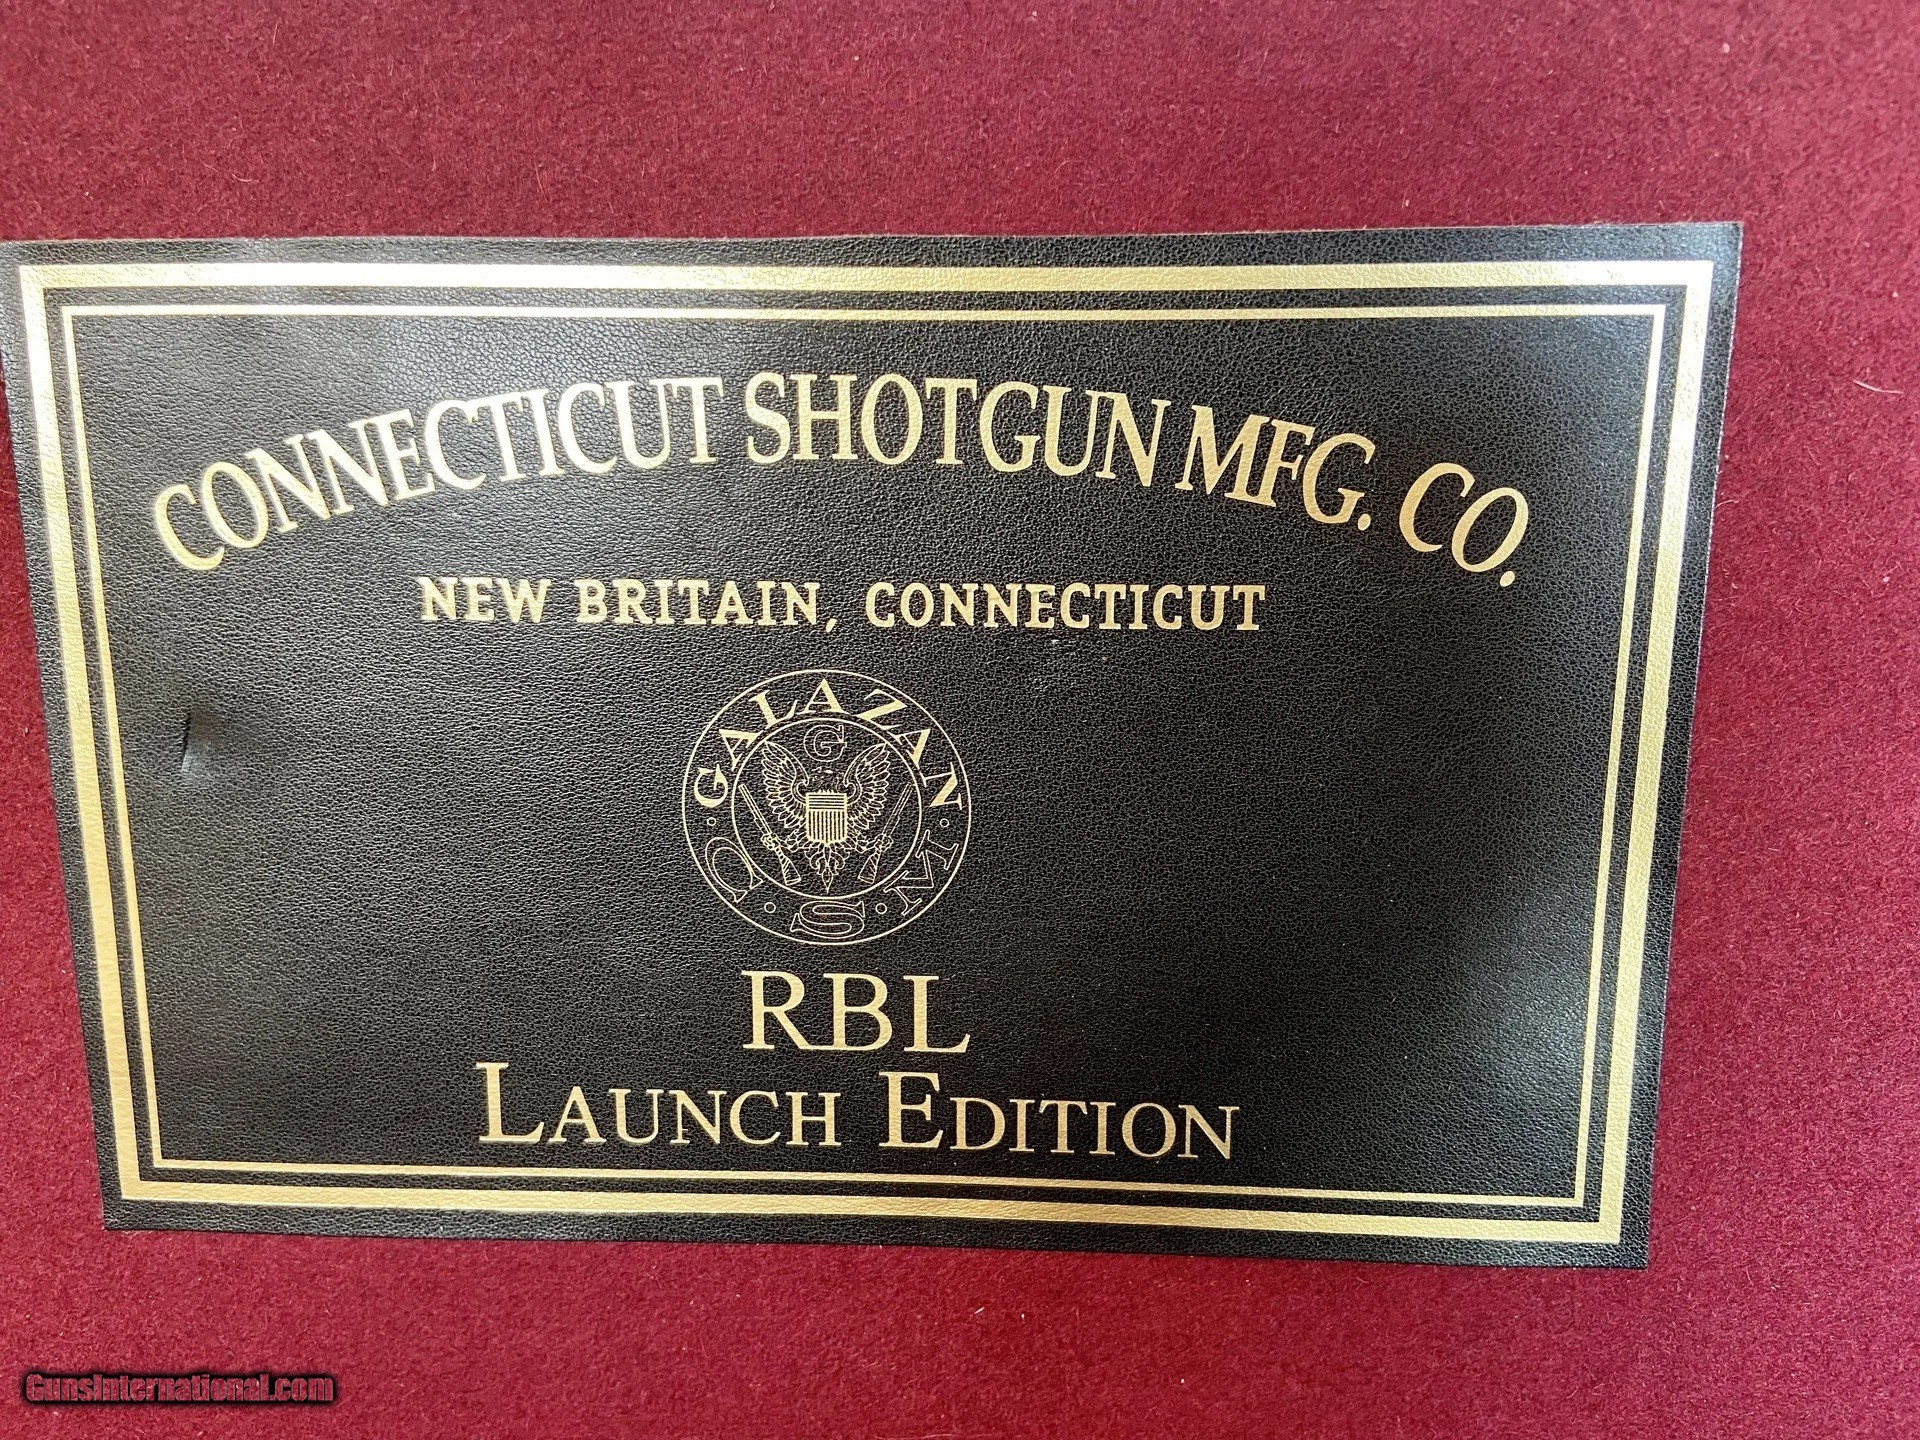 CONNECTICUT SHOTGUN MFG. CO.
NEW BRITAIN, CONNECTICUT
GALAZAN
G
C · S · M
RBL
LAUNCH EDITION
GunsInternational.com